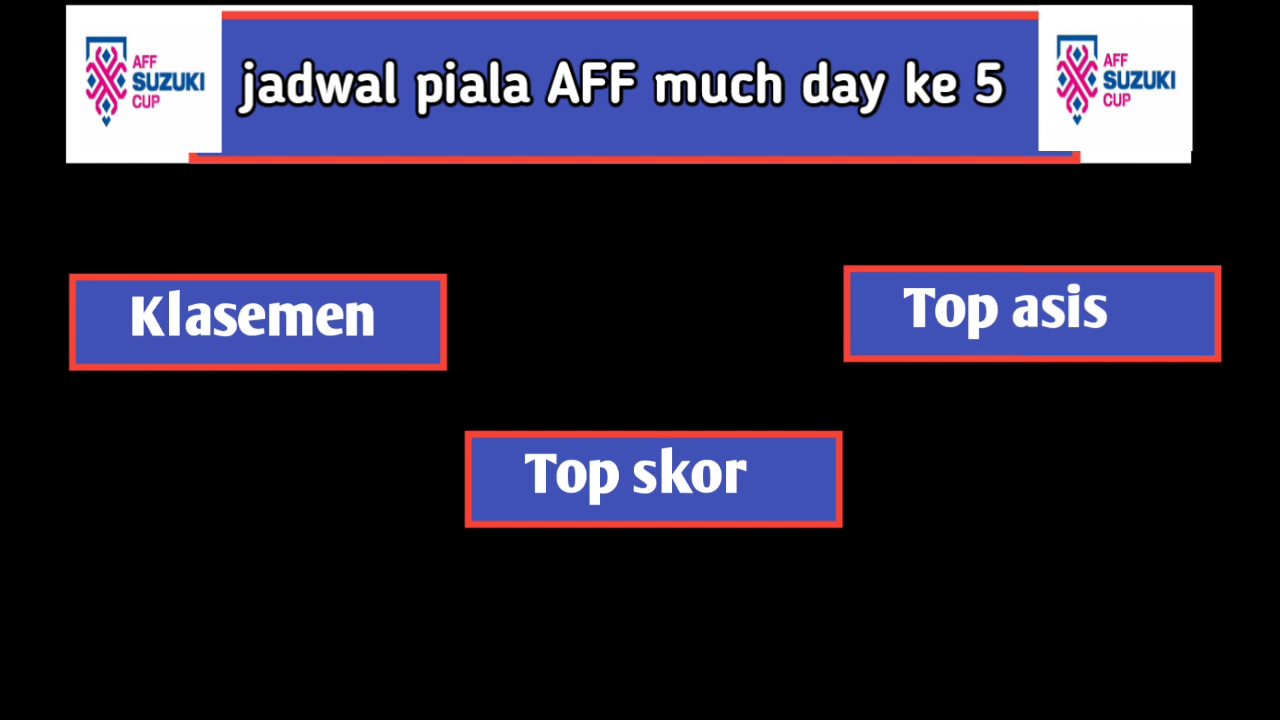 AFF
SUZUKI
CUP
jadwal piala AFF much day ke 5
AFF
SUZUKI
CUP
Klasemen
Top asis
Top skor